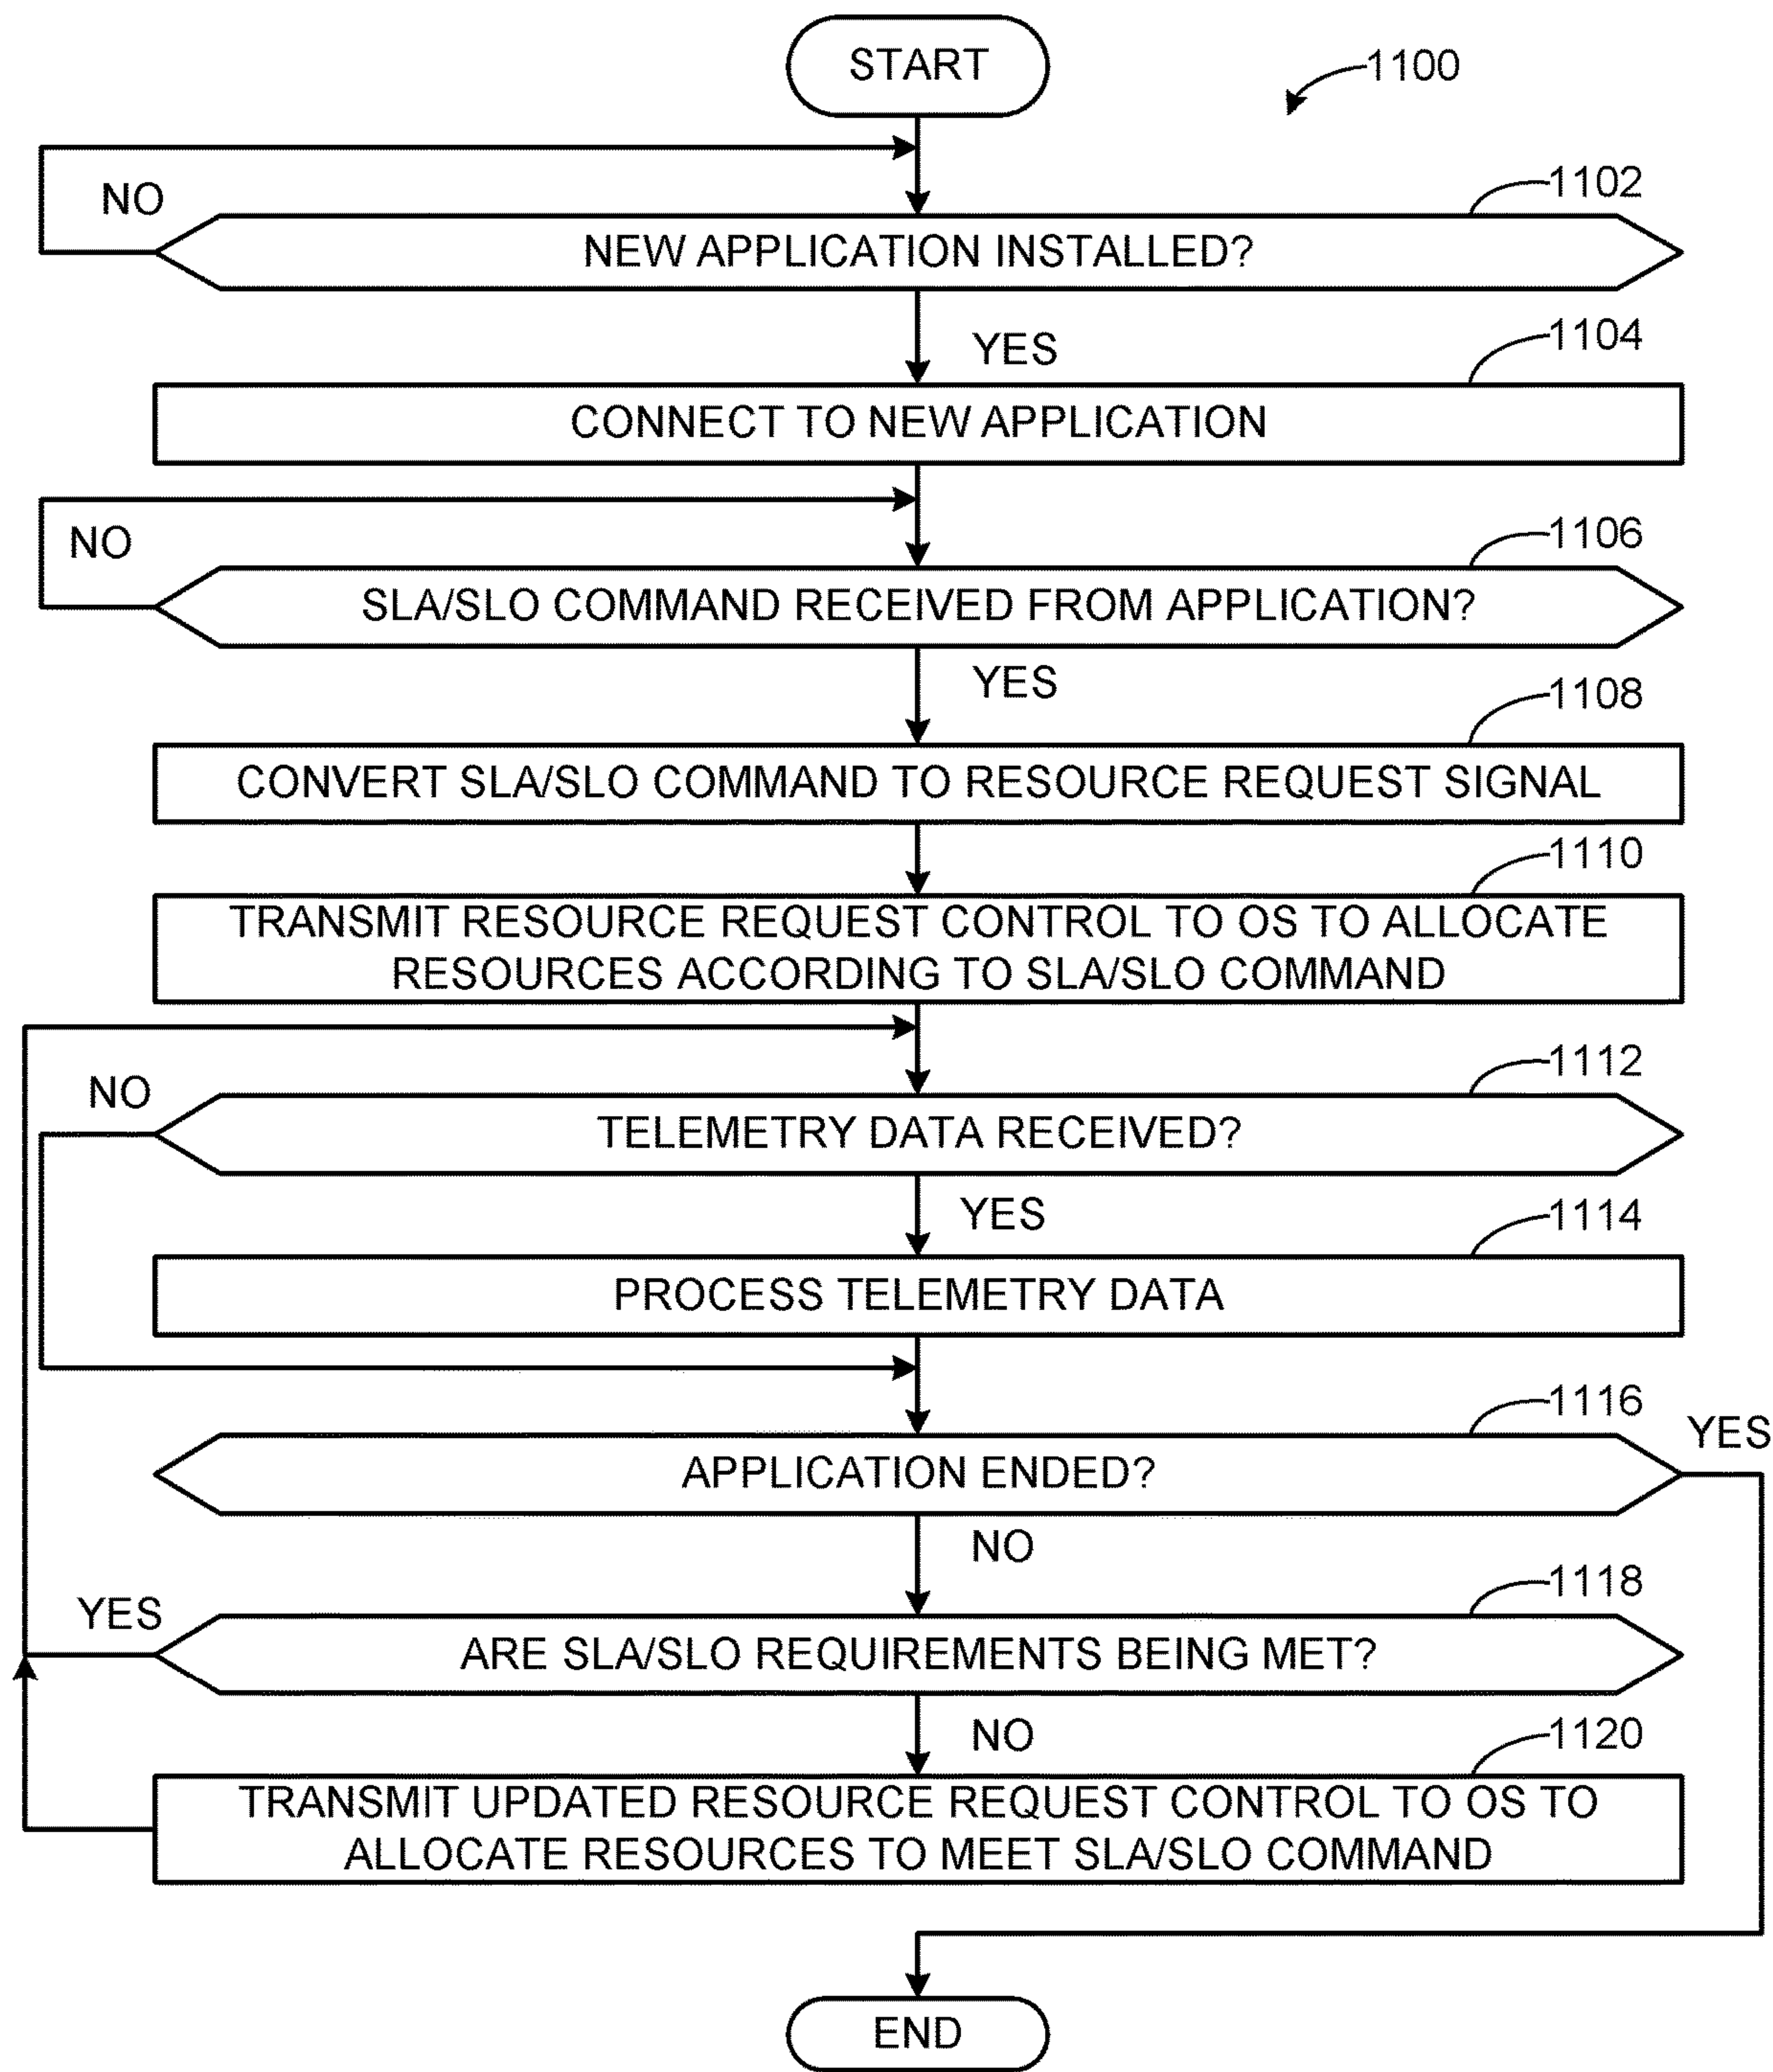 START
1100
NO
1102
NEW APPLICATION INSTALLED?
YES
1104
CONNECT TO NEW APPLICATION
NO
1106
SLA/SLO COMMAND RECEIVED FROM APPLICATION?
YES
1108
CONVERT SLA/SLO COMMAND TO RESOURCE REQUEST SIGNAL
1110
TRANSMIT RESOURCE REQUEST CONTROL TO OS TO ALLOCATE
RESOURCES ACCORDING TO SLA/SLO COMMAND
NO
1112
TELEMETRY DATA RECEIVED?
YES
1114
PROCESS TELEMETRY DATA
1116
YES
APPLICATION ENDED?
NO
1118
YES
ARE SLA/SLO REQUIREMENTS BEING MET?
NO
1120
TRANSMIT UPDATED RESOURCE REQUEST CONTROL TO OS TO
ALLOCATE RESOURCES TO MEET SLA/SLO COMMAND
END